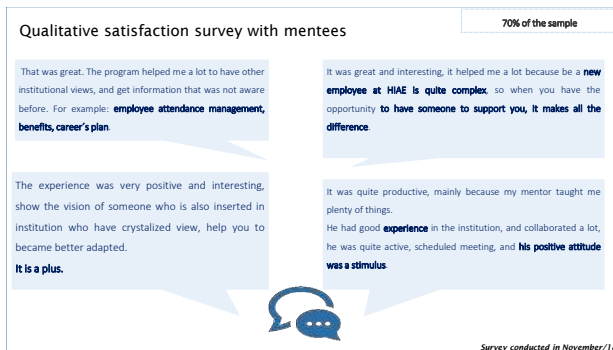 Qualitative satisfaction survey with mentees
70% of the sample
That was great. The program helped me a lot to have other
institutional views, and get information that was not aware
before. For example: employee attendance management,
benefits, career´s plan.
It was great and interesting, it helped me a lot because be a new
employee at HIAE is quite complex, so when you have the
opportunity to have someone to support you, it makes all the
difference.
The experience was very positive and interesting,
show the vision of someone who is also inserted in
institution who have crystalized view, help you to
became better adapted.
It is a plus.
It was quite productive, mainly because my mentor taught me
plenty of things.
He had good experience in the institution, and collaborated a lot,
he was quite active, scheduled meeting, and his positive attitude
was a stimulus.
Survey conducted in